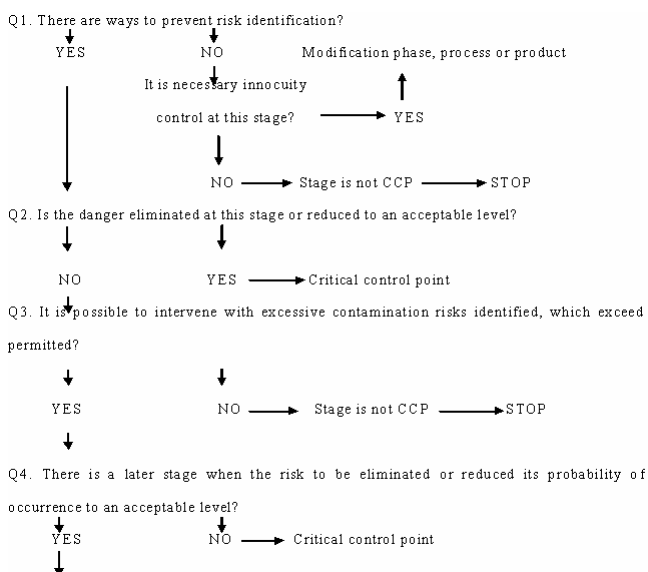 Q1. There are ways to prevent risk identification?
YES NO Modification phase, process or product
It is necessary innocuity
control at this stage? YES
NO Stage is not CCP STOP
Q2. Is the danger eliminated at this stage or reduced to an acceptable level?
NO YES Critical control point
Q3. It is possible to intervene with excessive contamination risks identified, which exceed
permitted?
YES NO Stage is not CCP STOP
Q4. There is a later stage when the risk to be eliminated or reduced its probability of
occurrence to an acceptable level?
YES NO Critical control point